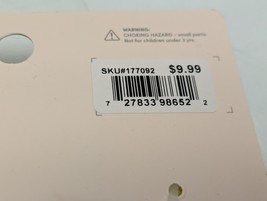 WARNING:
CHOKING HAZARD - small parts.
Not for children under 3 yrs.
SKU#177092 $9.99
7 27833 98652 2